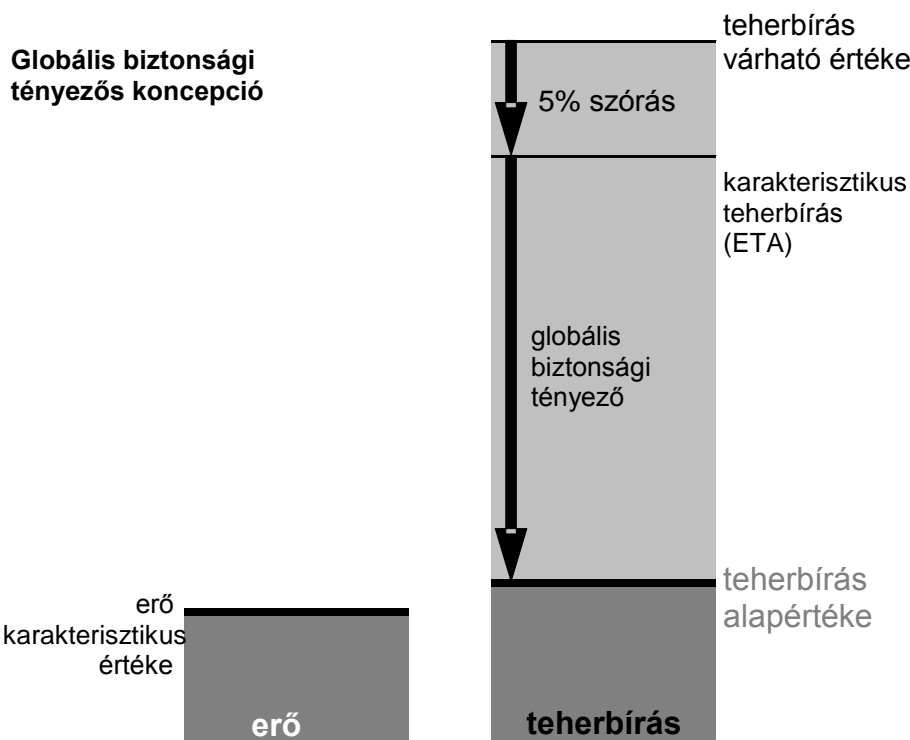 Globális biztonsági
tényezős koncepció
teherbírás
várható értéke
5% szórás
karakterisztikus
teherbírás
(ETA)
globális
biztonsági
tényező
teherbírás
alapértéke
erő
karakterisztikus
értéke
erő
teherbírás